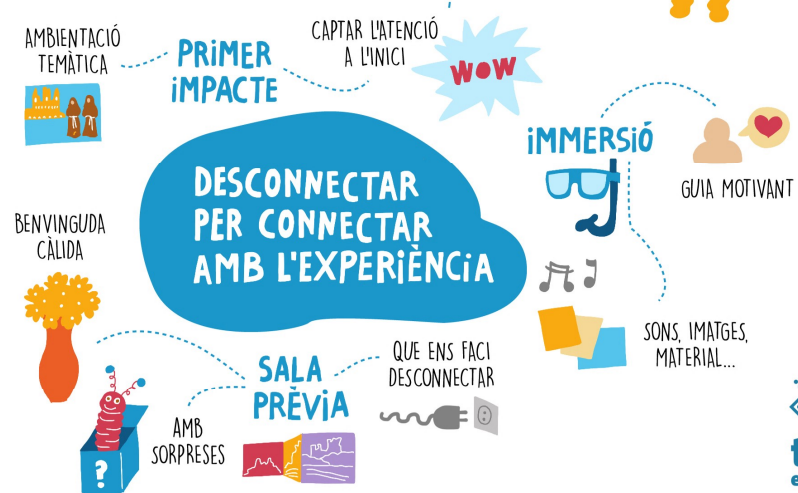 AMBIENTACIÓ
TEMÀTICA
PRiMER
iMPACTE
CAPTAR L'ATENCIÓ
A L'INICI
WOW
iMMERSiÓ
GUIA MOTIVANT
DESCONNECTAR
PER CONNECTAR
AMB L'EXPERiÈNCiA
BENVINGUDA
CÀLIDA
SONS, IMATGES,
MATERIAL...
SALA
PRÈViA
QUE ENS FACI
DESCONNECTAR
AMB
SORPRESES
?